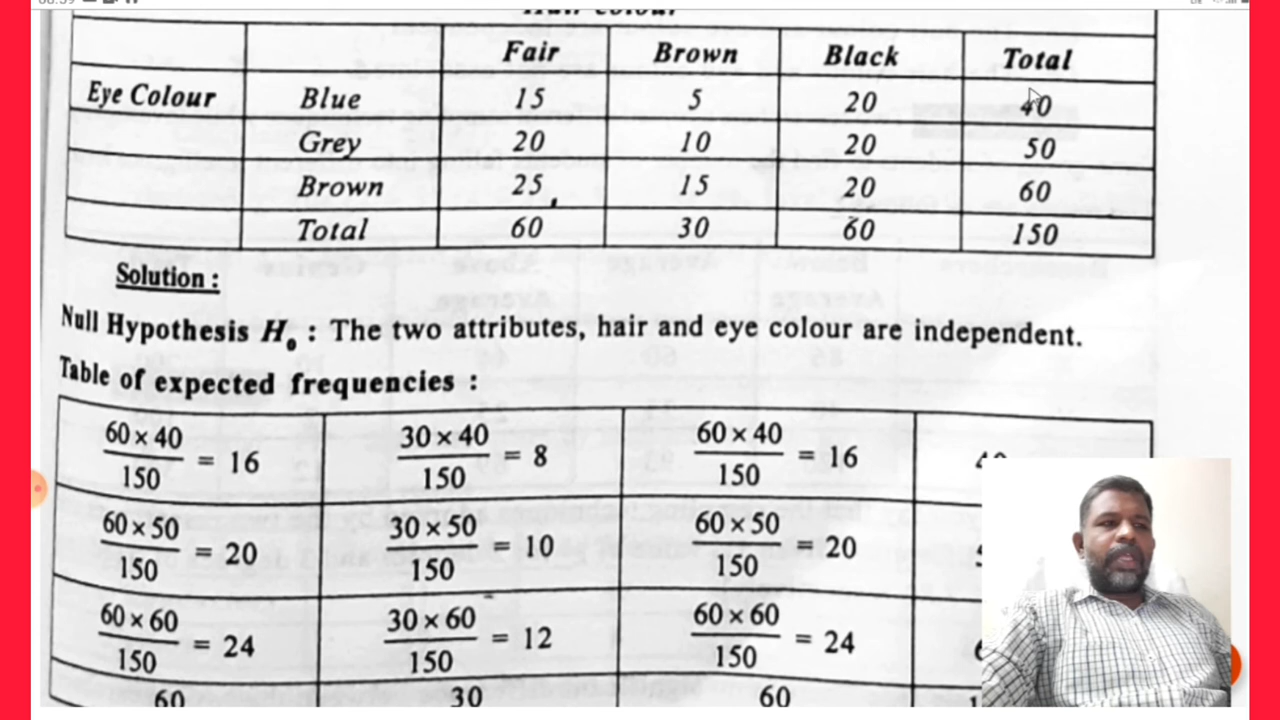 Hair colour
Fair Brown Black Total
Eye Colour Blue 15 5 20 40
Grey 20 10 20 50
Brown 25 15 20 60
Total 60 30 60 150
Solution :
Null Hypothesis H₀ : The two attributes, hair and eye colour are independent.
Table of expected frequencies :
60 × 40 / 150 = 16 30 × 40 / 150 = 8 60 × 40 / 150 = 16 40
60 × 50 / 150 = 20 30 × 50 / 150 = 10 60 × 50 / 150 = 20
60 × 60 / 150 = 24 30 × 60 / 150 = 12 60 × 60 / 150 = 24
60 30 60